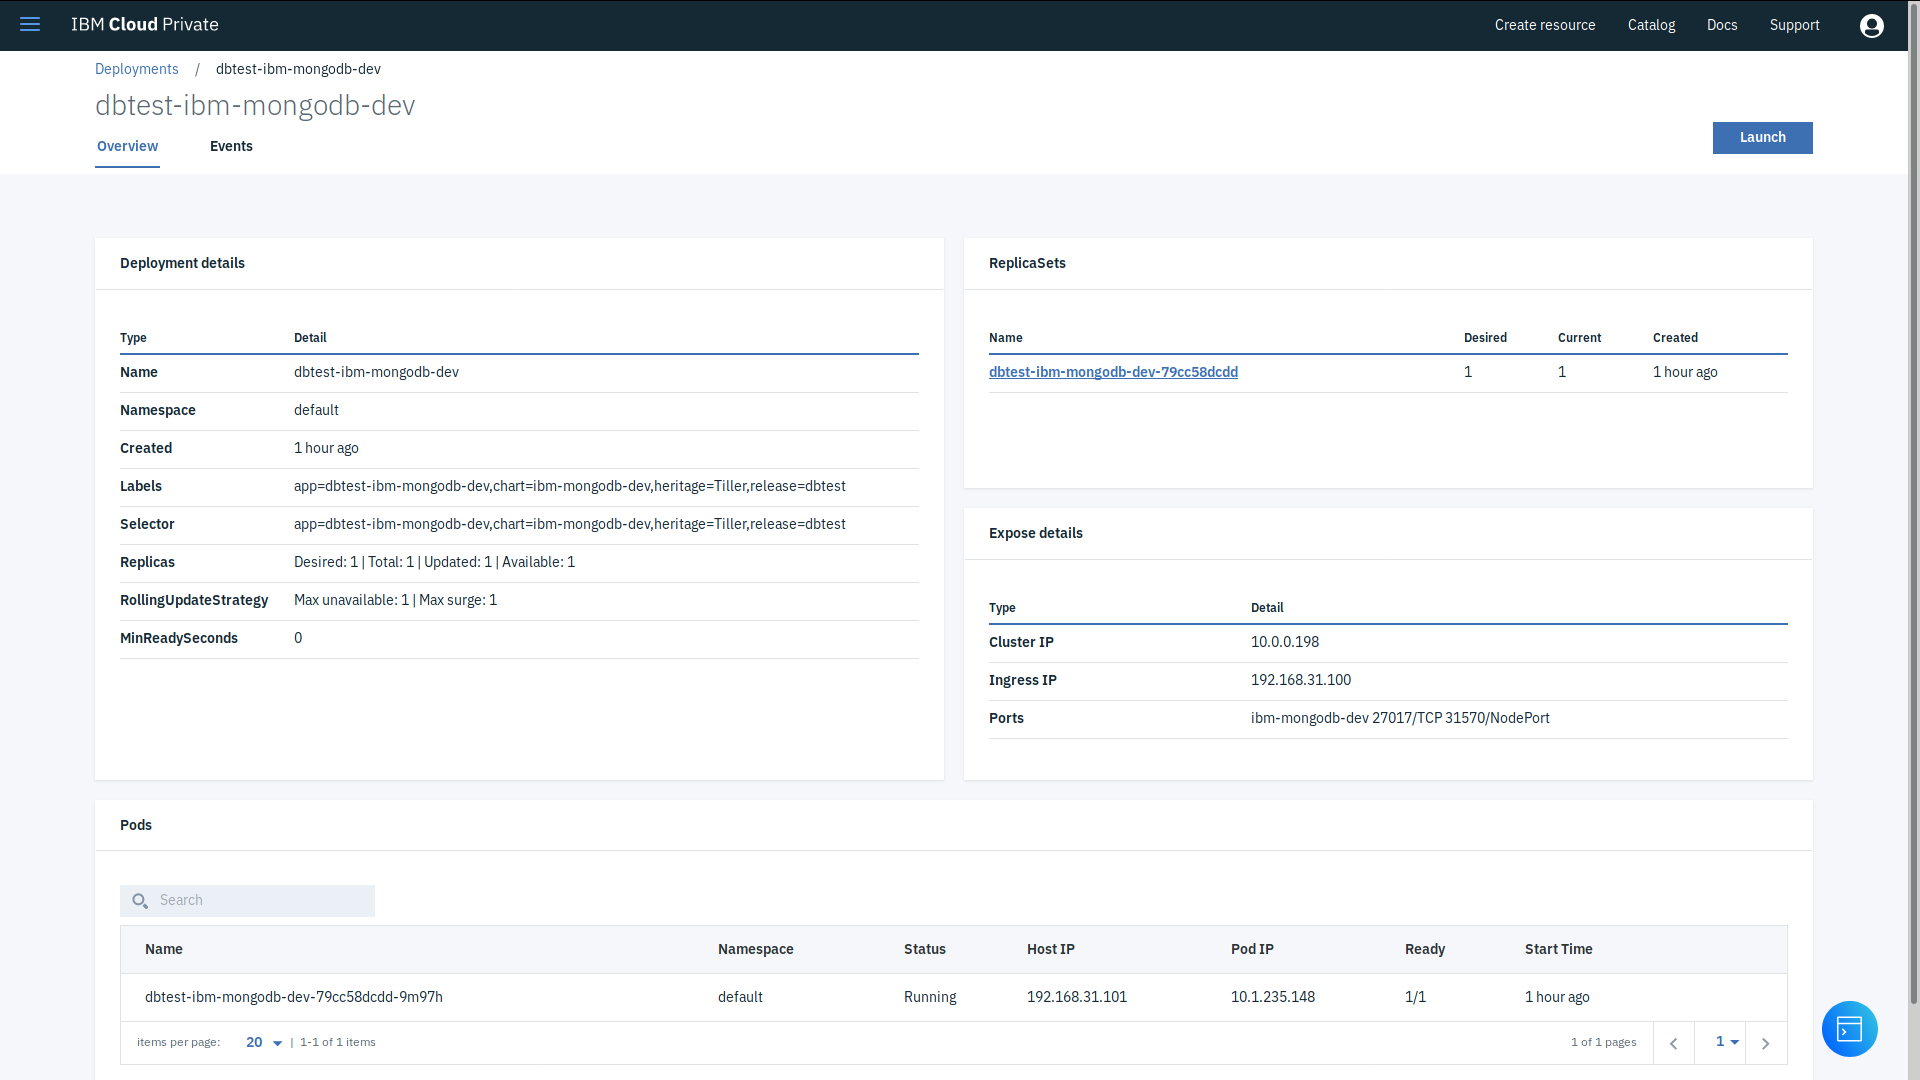 IBM Cloud Private
Create resource Catalog Docs Support
Deployments / dbtest-ibm-mongodb-dev
dbtest-ibm-mongodb-dev
Overview Events
Launch
Deployment details
Type Detail
Name dbtest-ibm-mongodb-dev
Namespace default
Created 1 hour ago
Labels app=dbtest-ibm-mongodb-dev,chart=ibm-mongodb-dev,heritage=Tiller,release=dbtest
Selector app=dbtest-ibm-mongodb-dev,chart=ibm-mongodb-dev,heritage=Tiller,release=dbtest
Replicas Desired: 1 | Total: 1 | Updated: 1 | Available: 1
RollingUpdateStrategy Max unavailable: 1 | Max surge: 1
MinReadySeconds 0
ReplicaSets
Name Desired Current Created
dbtest-ibm-mongodb-dev-79cc58dcdd 1 1 1 hour ago
Expose details
Type Detail
Cluster IP 10.0.0.198
Ingress IP 192.168.31.100
Ports ibm-mongodb-dev 27017/TCP 31570/NodePort
Pods
Search
Name Namespace Status Host IP Pod IP Ready Start Time
dbtest-ibm-mongodb-dev-79cc58dcdd-9m97h default Running 192.168.31.101 10.1.235.148 1/1 1 hour ago
items per page: 20 | 1-1 of 1 items 1 of 1 pages 1